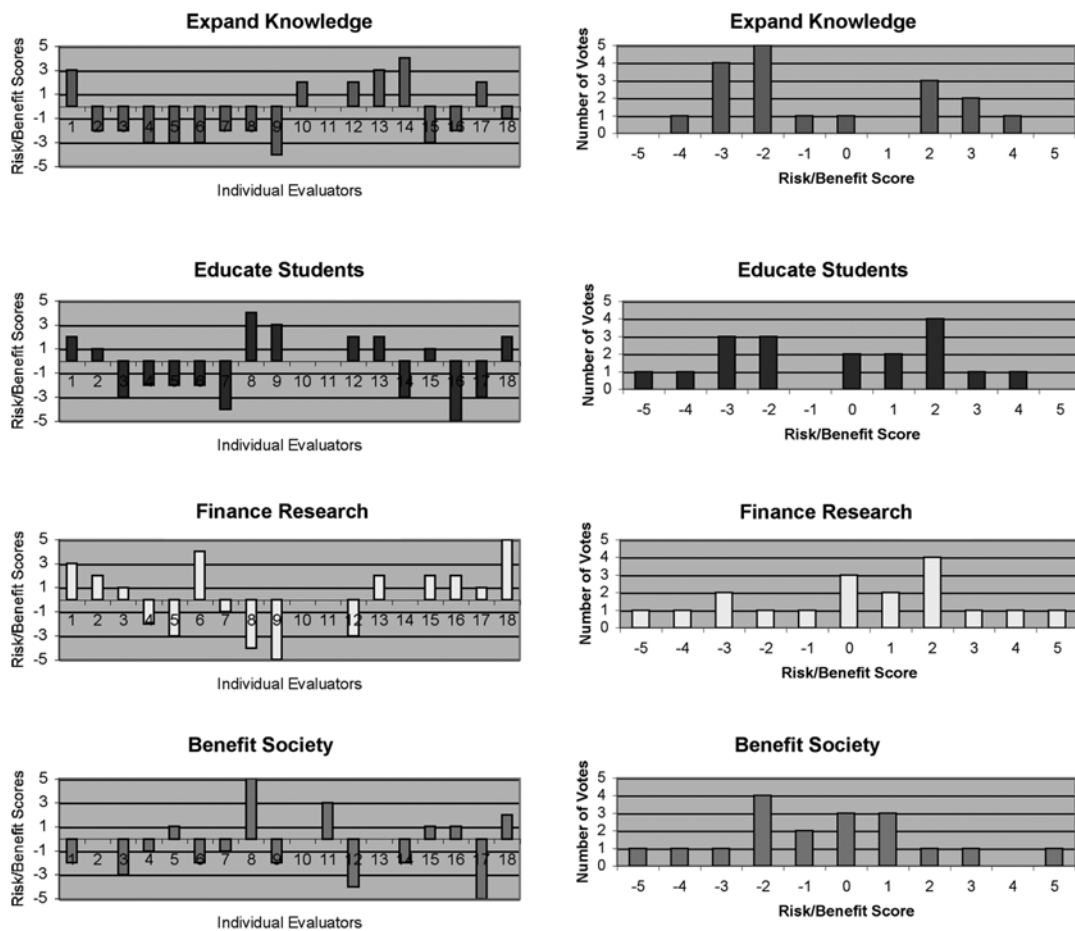 Expand Knowledge
Risk/Benefit Scores
5
3
1
-1
-3
-5
1 2 3 4 5 6 7 8 9 10 11 12 13 14 15 16 17 18
Individual Evaluators
Expand Knowledge
Number of Votes
5
4
3
2
1
0
-5 -4 -3 -2 -1 0 1 2 3 4 5
Risk/Benefit Score
Educate Students
Risk/Benefit Scores
5
3
1
-1
-3
-5
1 2 3 4 5 6 7 8 9 10 11 12 13 14 15 16 17 18
Individual Evaluators
Educate Students
Number of Votes
5
4
3
2
1
0
-5 -4 -3 -2 -1 0 1 2 3 4 5
Risk/Benefit Score
Finance Research
Risk/Benefit Scores
5
3
1
-1
-3
-5
1 2 3 4 5 6 7 8 9 10 11 12 13 14 15 16 17 18
Individual Evaluators
Finance Research
Number of Votes
5
4
3
2
1
0
-5 -4 -3 -2 -1 0 1 2 3 4 5
Risk/Benefit Score
Benefit Society
Risk/Benefit Scores
5
3
1
-1
-3
-5
1 2 3 4 5 6 7 8 9 10 11 12 13 14 15 16 17 18
Individual Evaluators
Benefit Society
Number of Votes
5
4
3
2
1
0
-5 -4 -3 -2 -1 0 1 2 3 4 5
Risk/Benefit Score